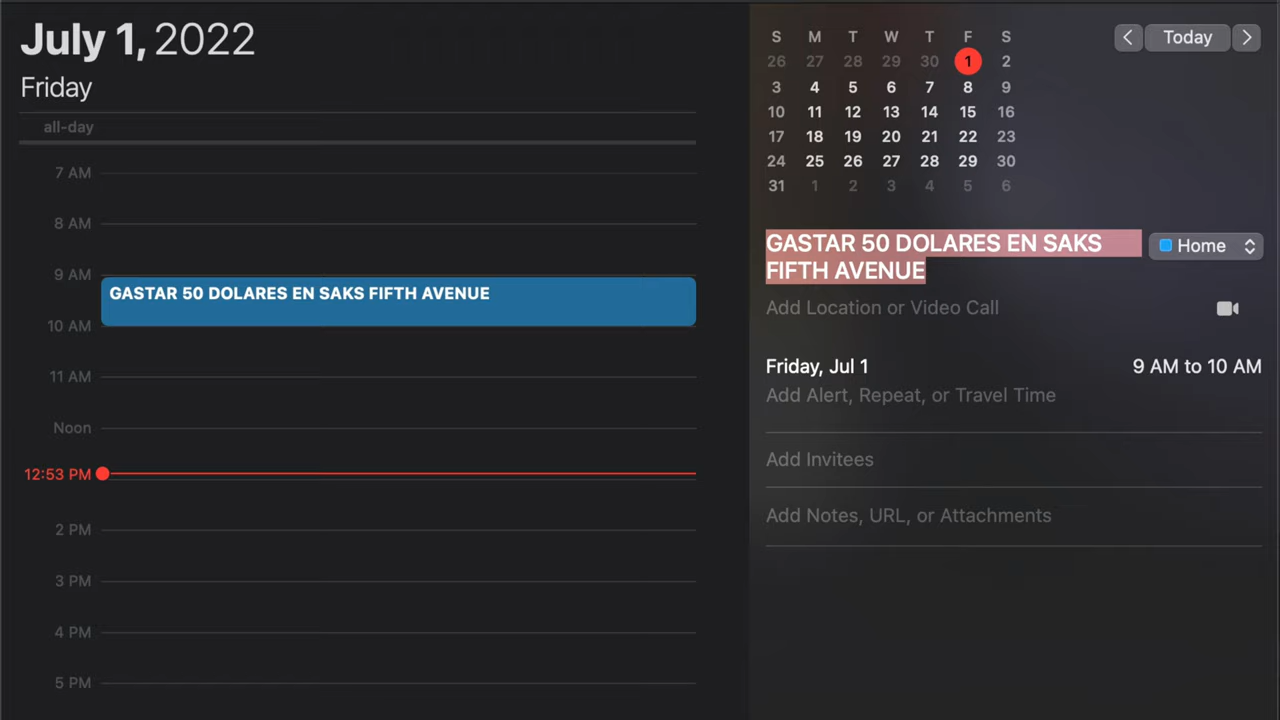 July 1, 2022
Friday
all-day
7 AM
8 AM
9 AM
GASTAR 50 DOLARES EN SAKS FIFTH AVENUE
10 AM
11 AM
Noon
12:53 PM
2 PM
3 PM
4 PM
5 PM
S M T W T F S
26 27 28 29 30 1 2
3 4 5 6 7 8 9
10 11 12 13 14 15 16
17 18 19 20 21 22 23
24 25 26 27 28 29 30
31 1 2 3 4 5 6
Today
GASTAR 50 DOLARES EN SAKS
FIFTH AVENUE
Home
Add Location or Video Call
Friday, Jul 1 9 AM to 10 AM
Add Alert, Repeat, or Travel Time
Add Invitees
Add Notes, URL, or Attachments